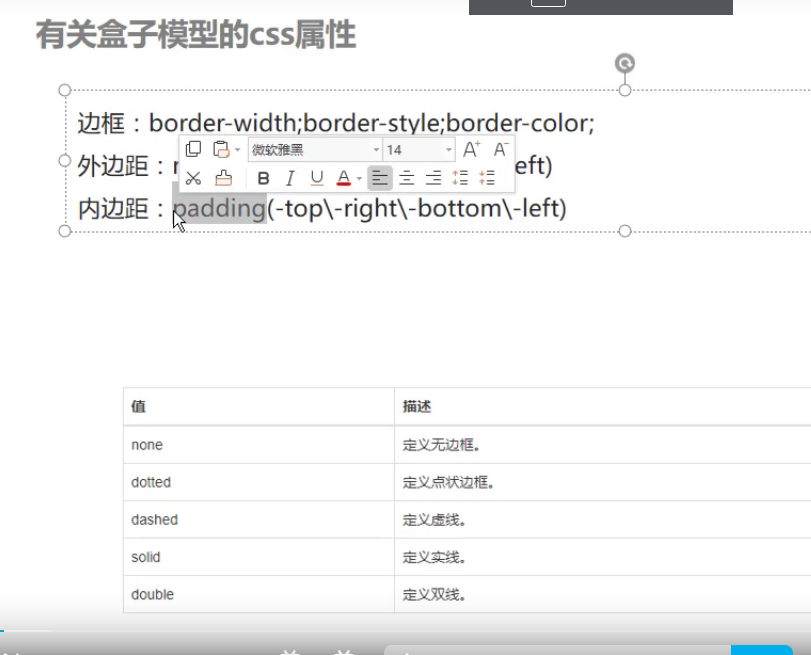 有关盒子模型的css属性
边框：border-width;border-style;border-color;
微软雅黑 14 A+ A-
外边距： eft)
B I U A
内边距：padding(-top\-right\-bottom\-left)
值 描述
none 定义无边框。
dotted 定义点状边框。
dashed 定义虚线。
solid 定义实线。
double 定义双线。